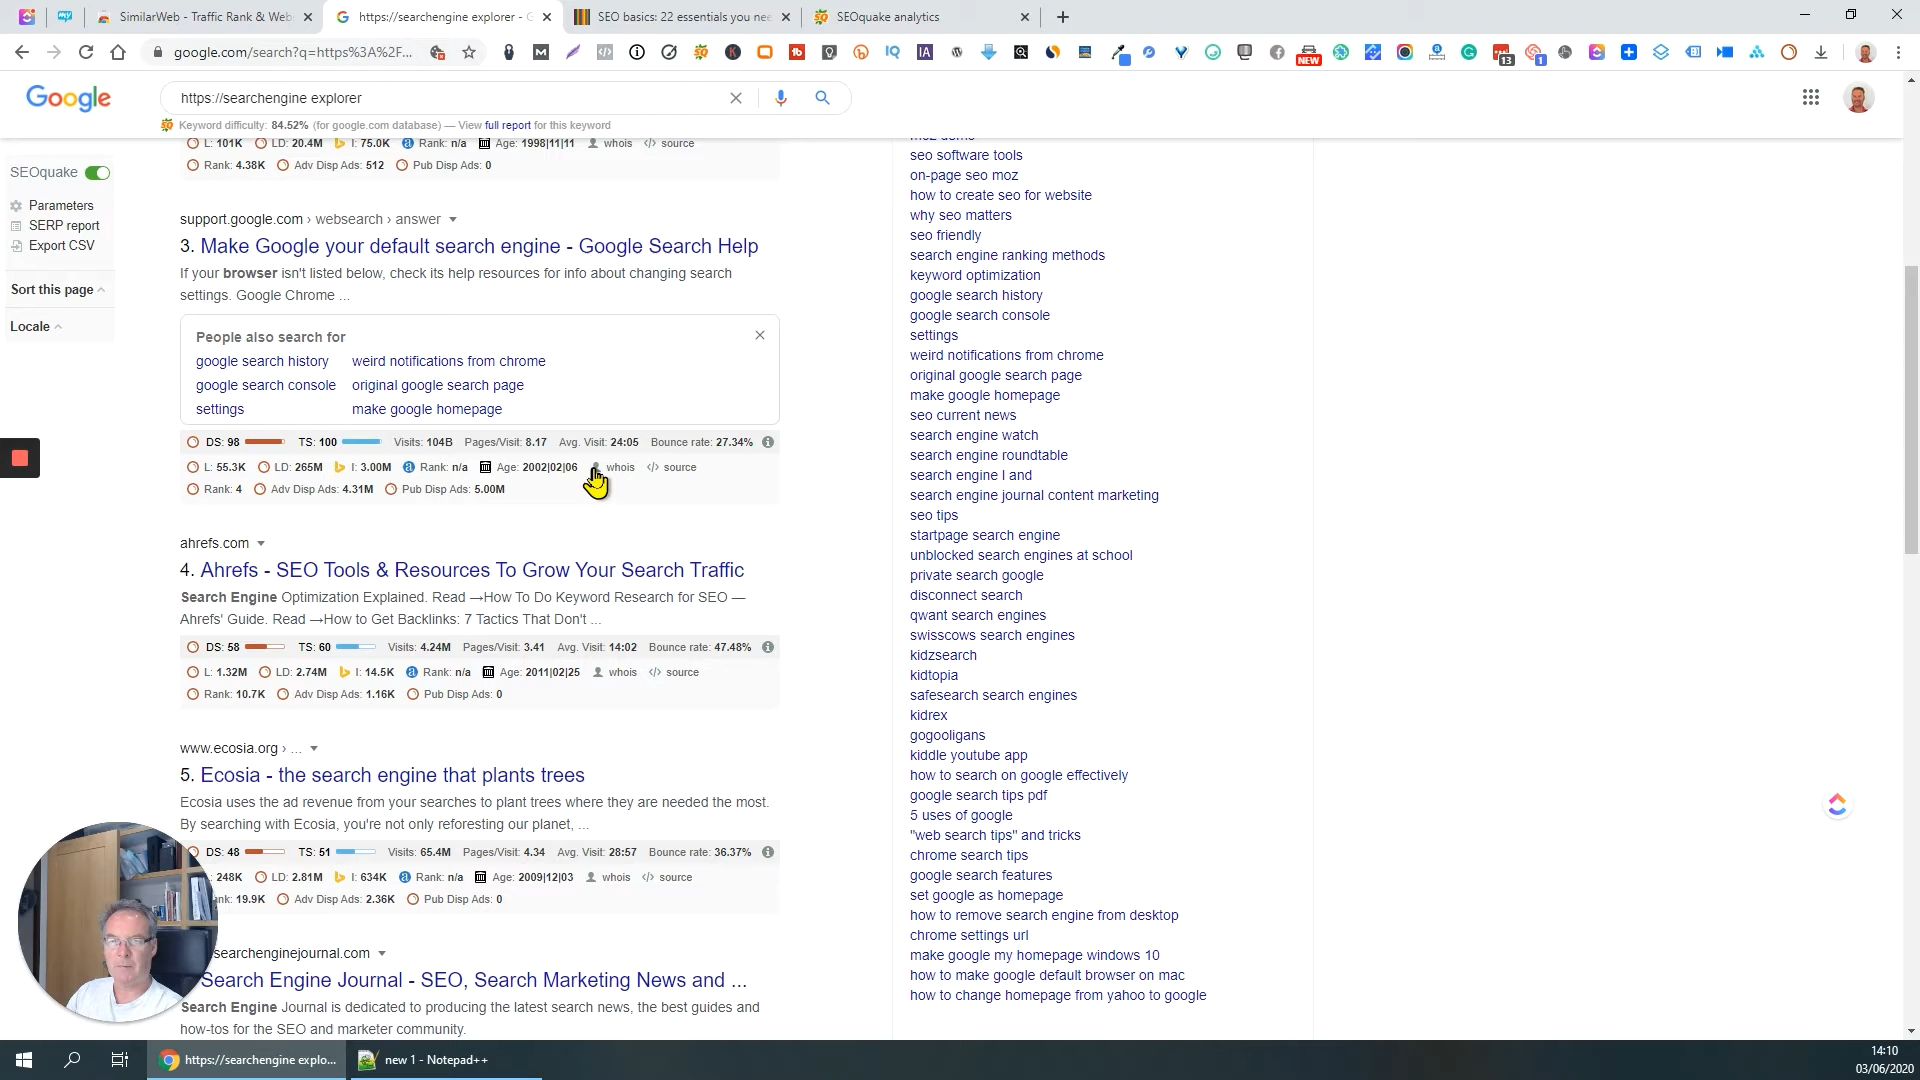 SimilarWeb - Traffic Rank & Web
https://searchengine explorer - G
SEO basics: 22 essentials you nee
SEOquake analytics
google.com/search?q=https%3A%2F...
NEW
13
1
Google
https://searchengine explorer
Keyword difficulty: 84.52% (for google.com database) — View full report for this keyword
SEOquake
Parameters
SERP report
Export CSV
Sort this page
Locale
L: 101K LD: 20.4M I: 75.0K Rank: n/a Age: 1998|11|11 whois source
Rank: 4.38K Adv Disp Ads: 512 Pub Disp Ads: 0
support.google.com › websearch › answer
3. Make Google your default search engine - Google Search Help
If your browser isn't listed below, check its help resources for info about changing search
settings. Google Chrome ...
People also search for
google search history weird notifications from chrome
google search console original google search page
settings make google homepage
DS: 98 TS: 100 Visits: 104B Pages/Visit: 8.17 Avg. Visit: 24:05 Bounce rate: 27.34%
L: 55.3K LD: 265M I: 3.00M Rank: n/a Age: 2002|02|06 whois source
Rank: 4 Adv Disp Ads: 4.31M Pub Disp Ads: 5.00M
ahrefs.com
4. Ahrefs - SEO Tools & Resources To Grow Your Search Traffic
Search Engine Optimization Explained. Read →How To Do Keyword Research for SEO —
Ahrefs' Guide. Read →How to Get Backlinks: 7 Tactics That Don't ...
DS: 58 TS: 60 Visits: 4.24M Pages/Visit: 3.41 Avg. Visit: 14:02 Bounce rate: 47.48%
L: 1.32M LD: 2.74M I: 14.5K Rank: n/a Age: 2011|02|25 whois source
Rank: 10.7K Adv Disp Ads: 1.16K Pub Disp Ads: 0
www.ecosia.org › ...
5. Ecosia - the search engine that plants trees
Ecosia uses the ad revenue from your searches to plant trees where they are needed the most.
By searching with Ecosia, you're not only reforesting our planet, ...
DS: 48 TS: 51 Visits: 65.4M Pages/Visit: 4.34 Avg. Visit: 28:57 Bounce rate: 36.37%
248K LD: 2.81M I: 634K Rank: n/a Age: 2009|12|03 whois source
19.9K Adv Disp Ads: 2.36K Pub Disp Ads: 0
searchenginejournal.com
Search Engine Journal - SEO, Search Marketing News and ...
Search Engine Journal is dedicated to producing the latest search news, the best guides and
how-tos for the SEO and marketer community.
seo software tools
on-page seo moz
how to create seo for website
why seo matters
seo friendly
search engine ranking methods
keyword optimization
google search history
google search console
settings
weird notifications from chrome
original google search page
make google homepage
seo current news
search engine watch
search engine roundtable
search engine l and
search engine journal content marketing
seo tips
startpage search engine
unblocked search engines at school
private search google
disconnect search
qwant search engines
swisscows search engines
kidzsearch
kidtopia
safesearch search engines
kidrex
gogooligans
kiddle youtube app
how to search on google effectively
google search tips pdf
5 uses of google
"web search tips" and tricks
chrome search tips
google search features
set google as homepage
how to remove search engine from desktop
chrome settings url
make google my homepage windows 10
how to make google default browser on mac
how to change homepage from yahoo to google
https://searchengine explo...
new 1 - Notepad++
14:10
03/06/2020